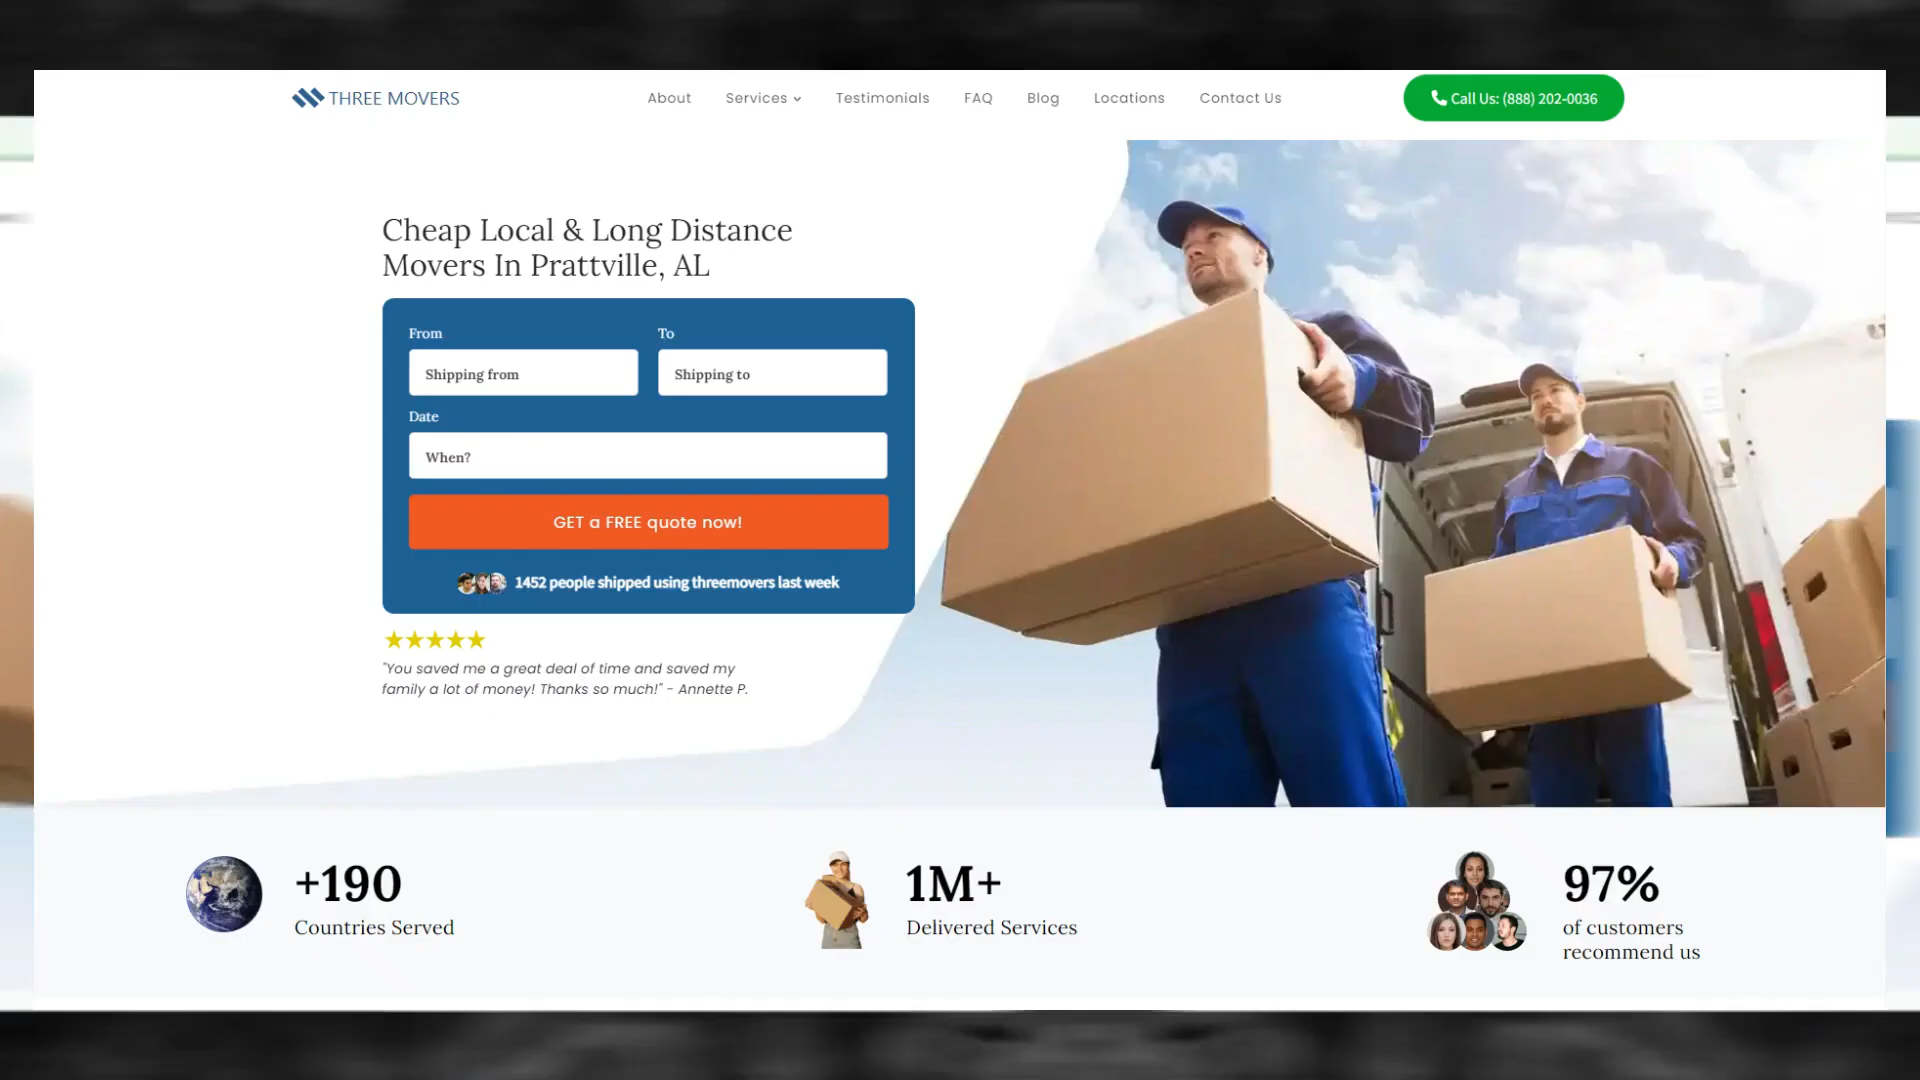 THREE MOVERS
About
Services
Testimonials
FAQ
Blog
Locations
Contact Us
Call Us: (888) 202-0036
Cheap Local & Long Distance
Movers In Prattville, AL
From
To
Shipping from
Shipping to
Date
When?
GET a FREE quote now!
1452 people shipped using threemovers last week
"You saved me a great deal of time and saved my
family a lot of money! Thanks so much!" - Annette P.
+190
Countries Served
1M+
Delivered Services
97%
of customers
recommend us